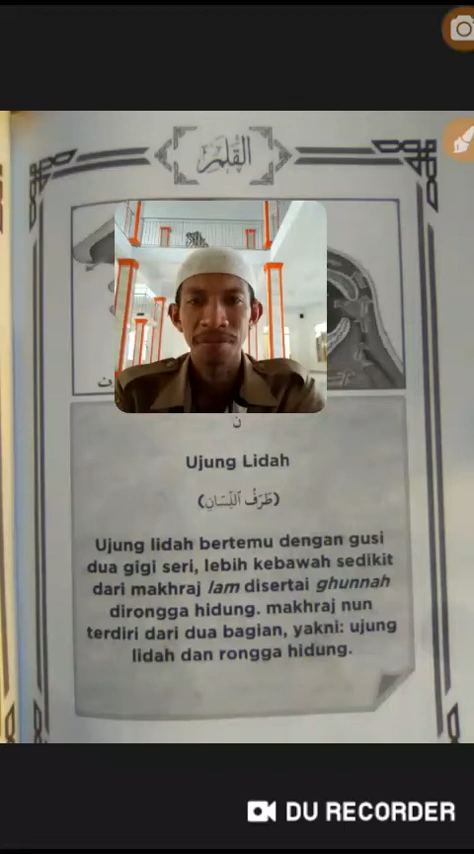 القلم
ن
ن
Ujung Lidah
(طَرَفُ اللِّسَانِ)
Ujung lidah bertemu dengan gusi
dua gigi seri, lebih kebawah sedikit
dari makhraj lam disertai ghunnah
dirongga hidung. makhraj nun
terdiri dari dua bagian, yakni: ujung
lidah dan rongga hidung.
DU RECORDER